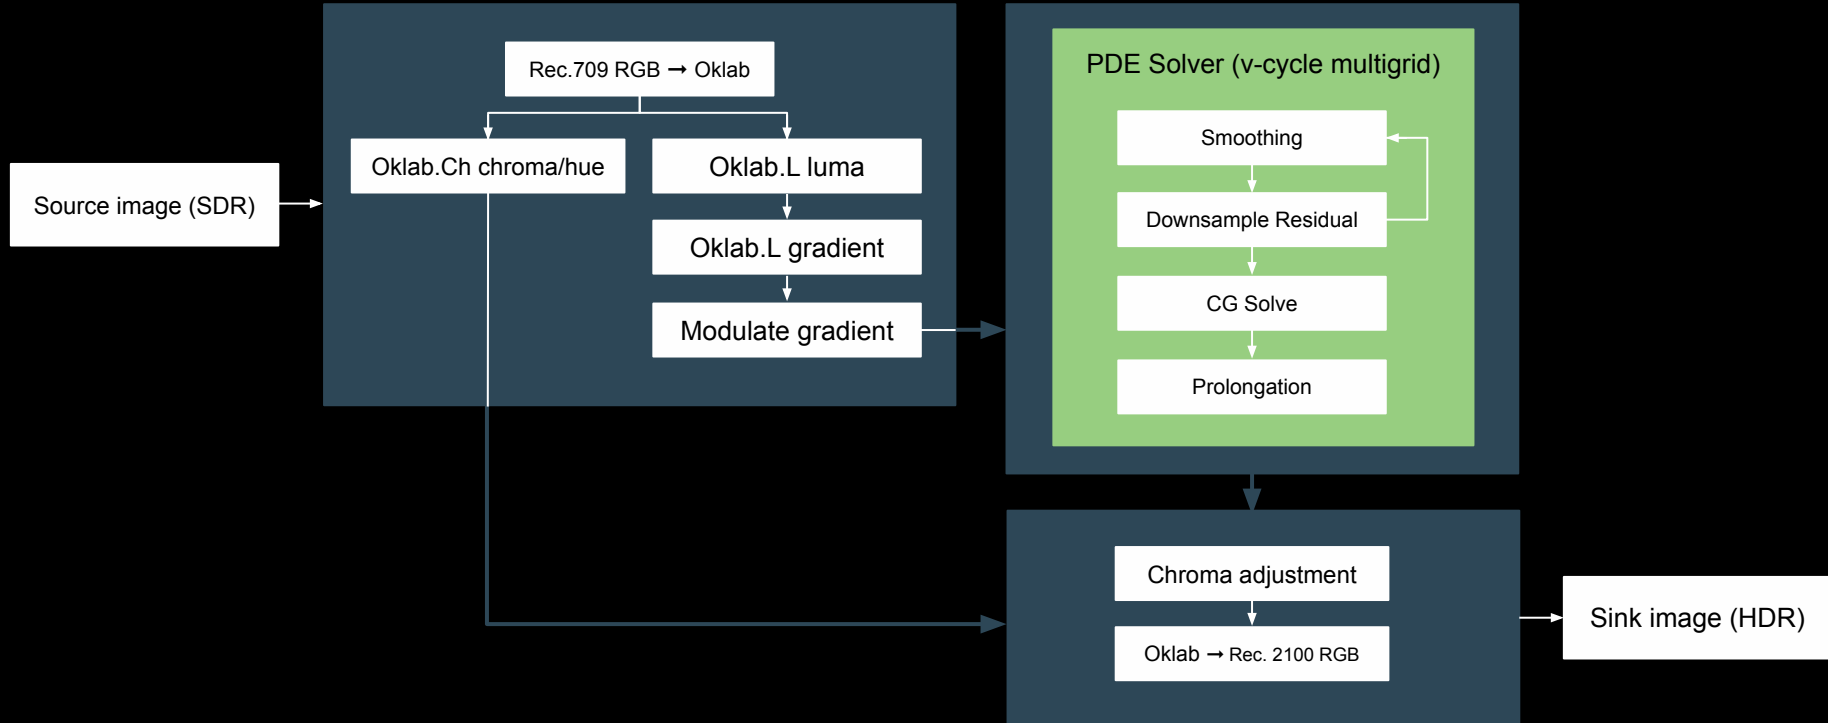 Source image (SDR)
Rec.709 RGB → Oklab
Oklab.Ch chroma/hue
Oklab.L luma
Oklab.L gradient
Modulate gradient
PDE Solver (v-cycle multigrid)
Smoothing
Downsample Residual
CG Solve
Prolongation
Chroma adjustment
Oklab → Rec. 2100 RGB
Sink image (HDR)